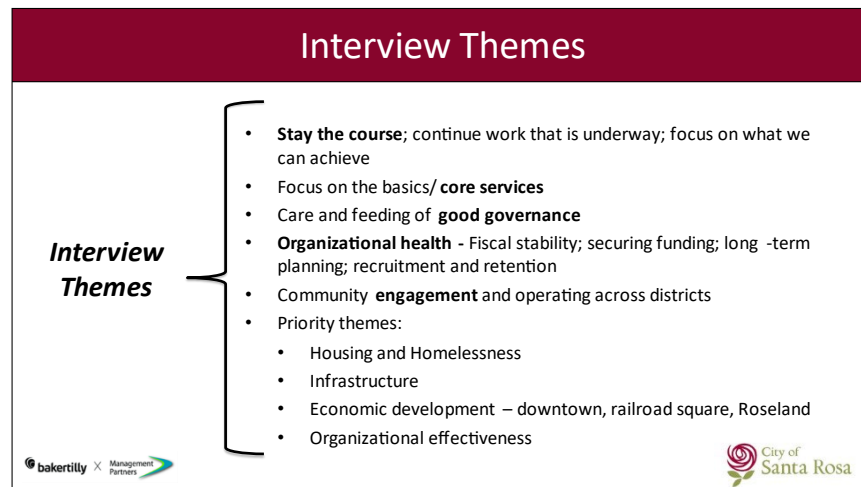 Interview Themes
Interview
Themes
• Stay the course; continue work that is underway; focus on what we
can achieve
• Focus on the basics/ core services
• Care and feeding of good governance
• Organizational health - Fiscal stability; securing funding; long -term
planning; recruitment and retention
• Community engagement and operating across districts
• Priority themes:
• Housing and Homelessness
• Infrastructure
• Economic development – downtown, railroad square, Roseland
• Organizational effectiveness
bakertilly X Management
Partners
City of
Santa Rosa